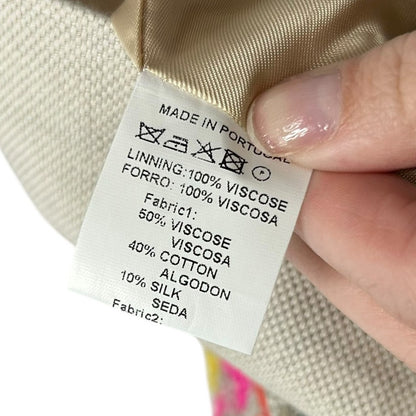 MADE IN PORTUGAL
P
LINNING:100% VISCOSE
FORRO: 100% VISCOSA
Fabric1:
50% VISCOSE
VISCOSA
40% COTTON
ALGODON
10% SILK
SEDA
Fabric2: